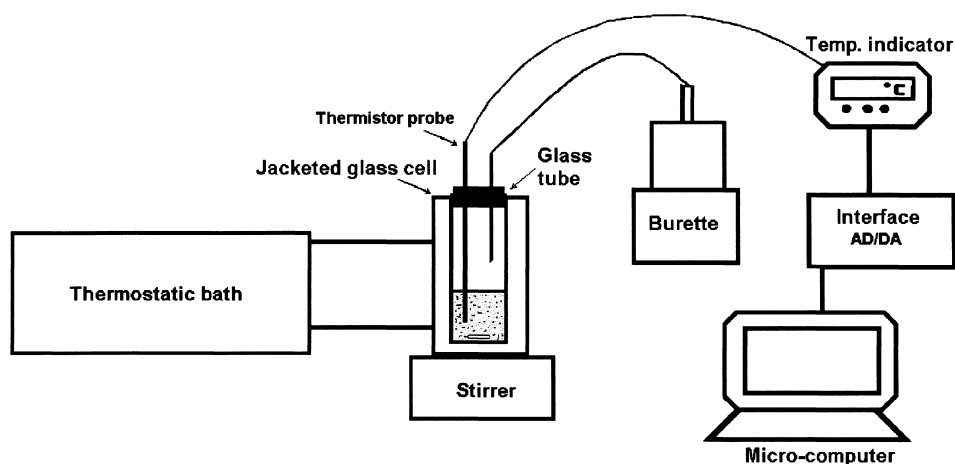 Temp. indicator
°C
Thermistor probe
Jacketed glass cell
Glass
tube
Burette
Interface
AD/DA
Thermostatic bath
Stirrer
Micro-computer